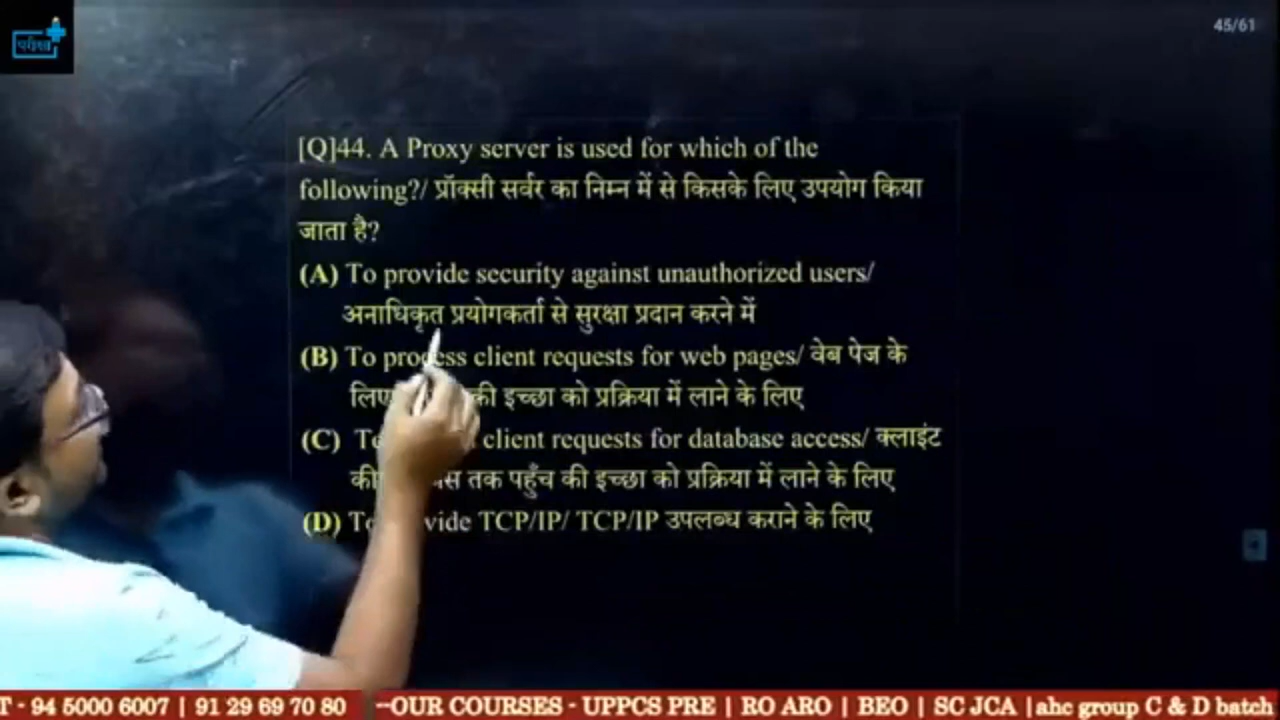 परीक्षा
45/61
[Q]44. A Proxy server is used for which of the
following?/ प्रॉक्सी सर्वर का निम्न में से किसके लिए उपयोग किया
जाता है?
(A) To provide security against unauthorized users/
अनाधिकृत प्रयोगकर्ता से सुरक्षा प्रदान करने में
(B) To process client requests for web pages/ वेब पेज के
लिए की इच्छा को प्रक्रिया में लाने के लिए
(C) client requests for database access/ क्लाइंट
की तक पहुँच की इच्छा को प्रक्रिया में लाने के लिए
(D) TCP/IP/ TCP/IP उपलब्ध कराने के लिए
T - 94 5000 6007 | 91 29 69 70 80 --OUR COURSES - UPPCS PRE | RO ARO | BEO | SC JCA |ahc group C & D batch